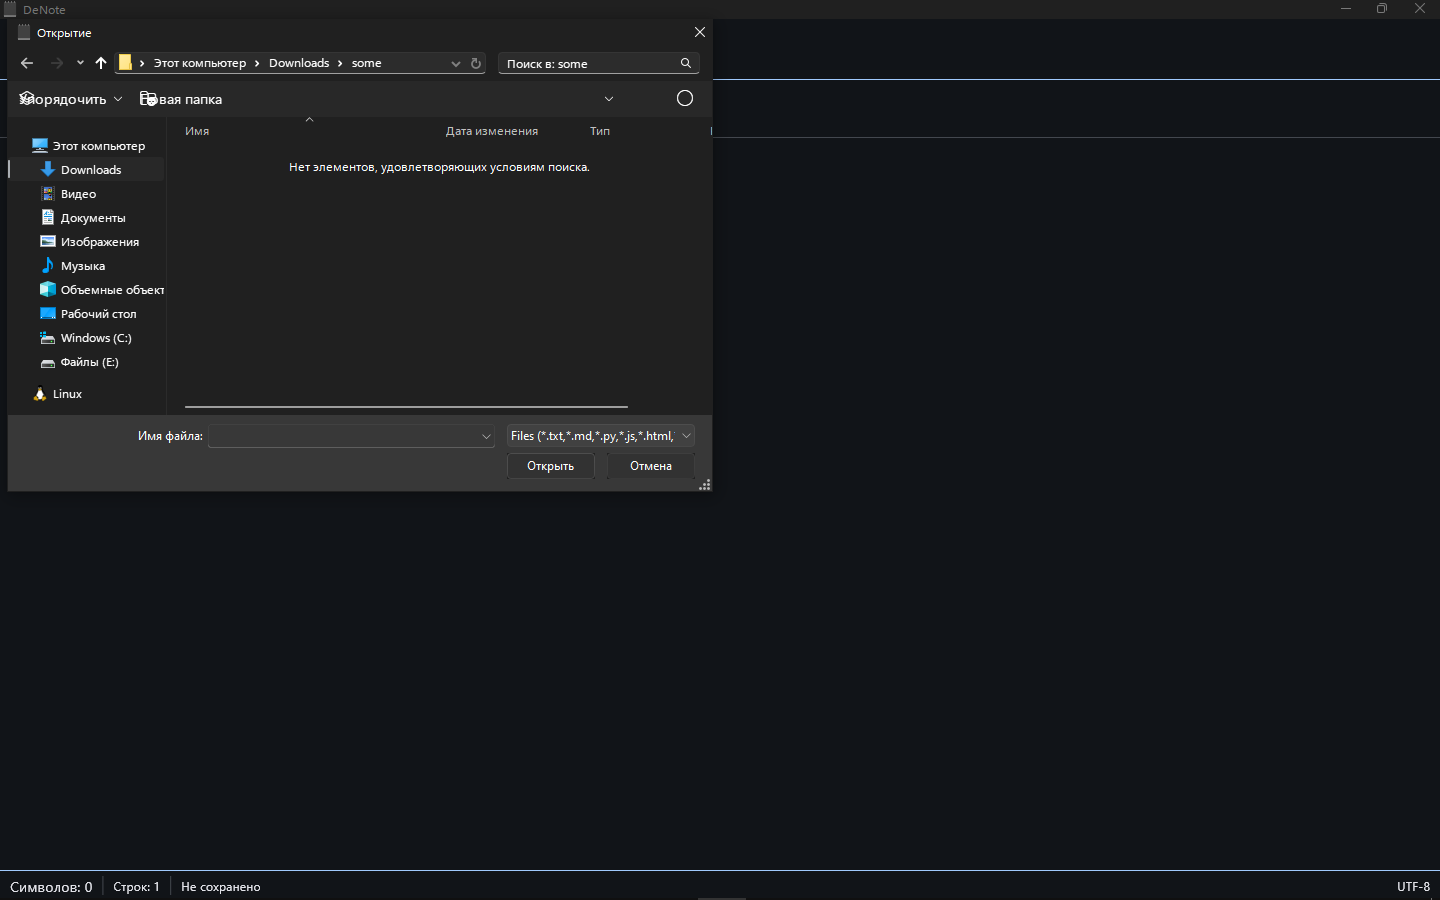 DeNote
Открытие
Этот компьютер > Downloads > some
Поиск в: some
Упорядочить
Новая папка
Имя
Дата изменения
Тип
Нет элементов, удовлетворяющих условиям поиска.
Этот компьютер
Downloads
Видео
Документы
Изображения
Музыка
Объемные объект
Рабочий стол
Windows (C:)
Файлы (E:)
Linux
Имя файла:
Files (*.txt,*.md,*.py,*.js,*.html,
Открыть
Отмена
Символов: 0
Строк: 1
Не сохранено
UTF-8